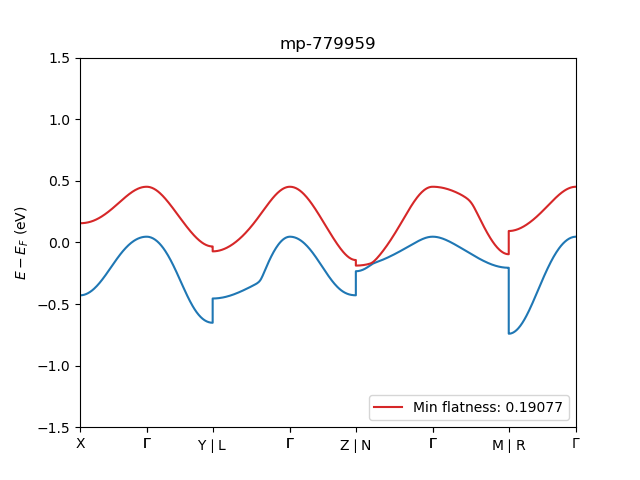 mp-779959
E − E_F (eV)
1.5
1.0
0.5
0.0
−0.5
−1.0
−1.5
Min flatness: 0.19077
X Γ Y | L Γ Z | N Γ M | R Γ